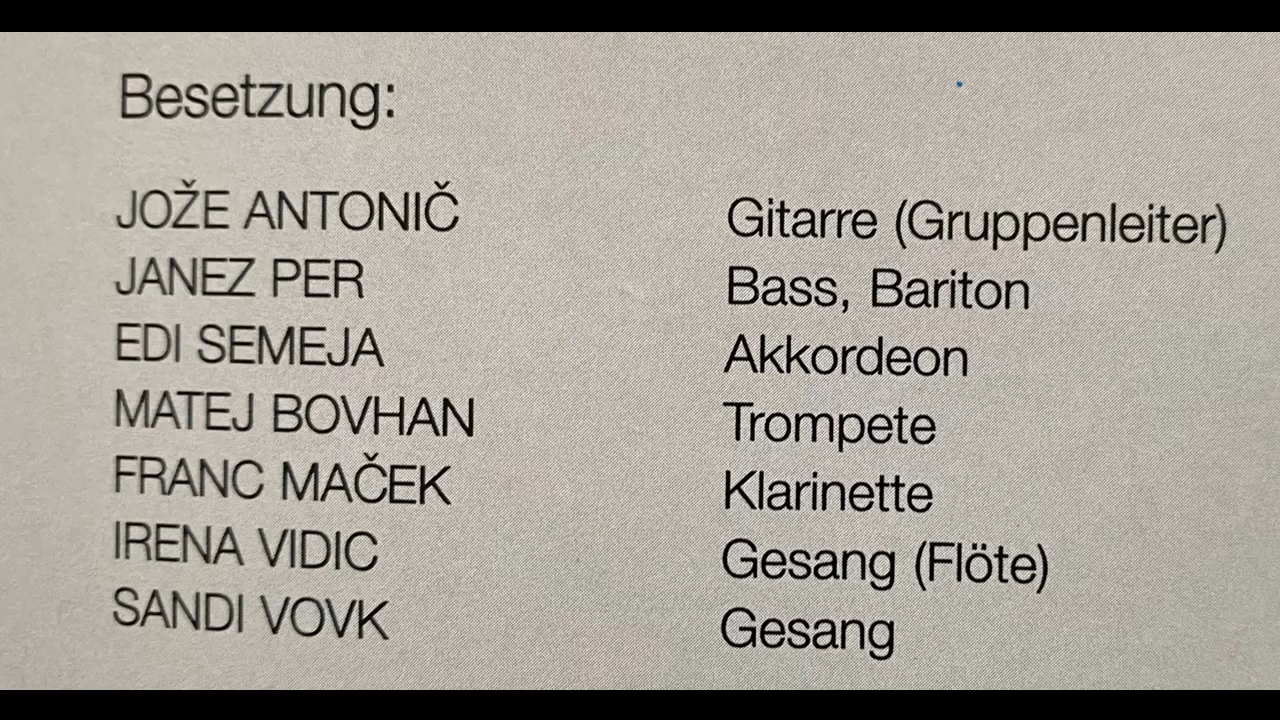 Besetzung:
JOŽE ANTONIČ Gitarre (Gruppenleiter)
JANEZ PER Bass, Bariton
EDI SEMEJA Akkordeon
MATEJ BOVHAN Trompete
FRANC MAČEK Klarinette
IRENA VIDIC Gesang (Flöte)
SANDI VOVK Gesang